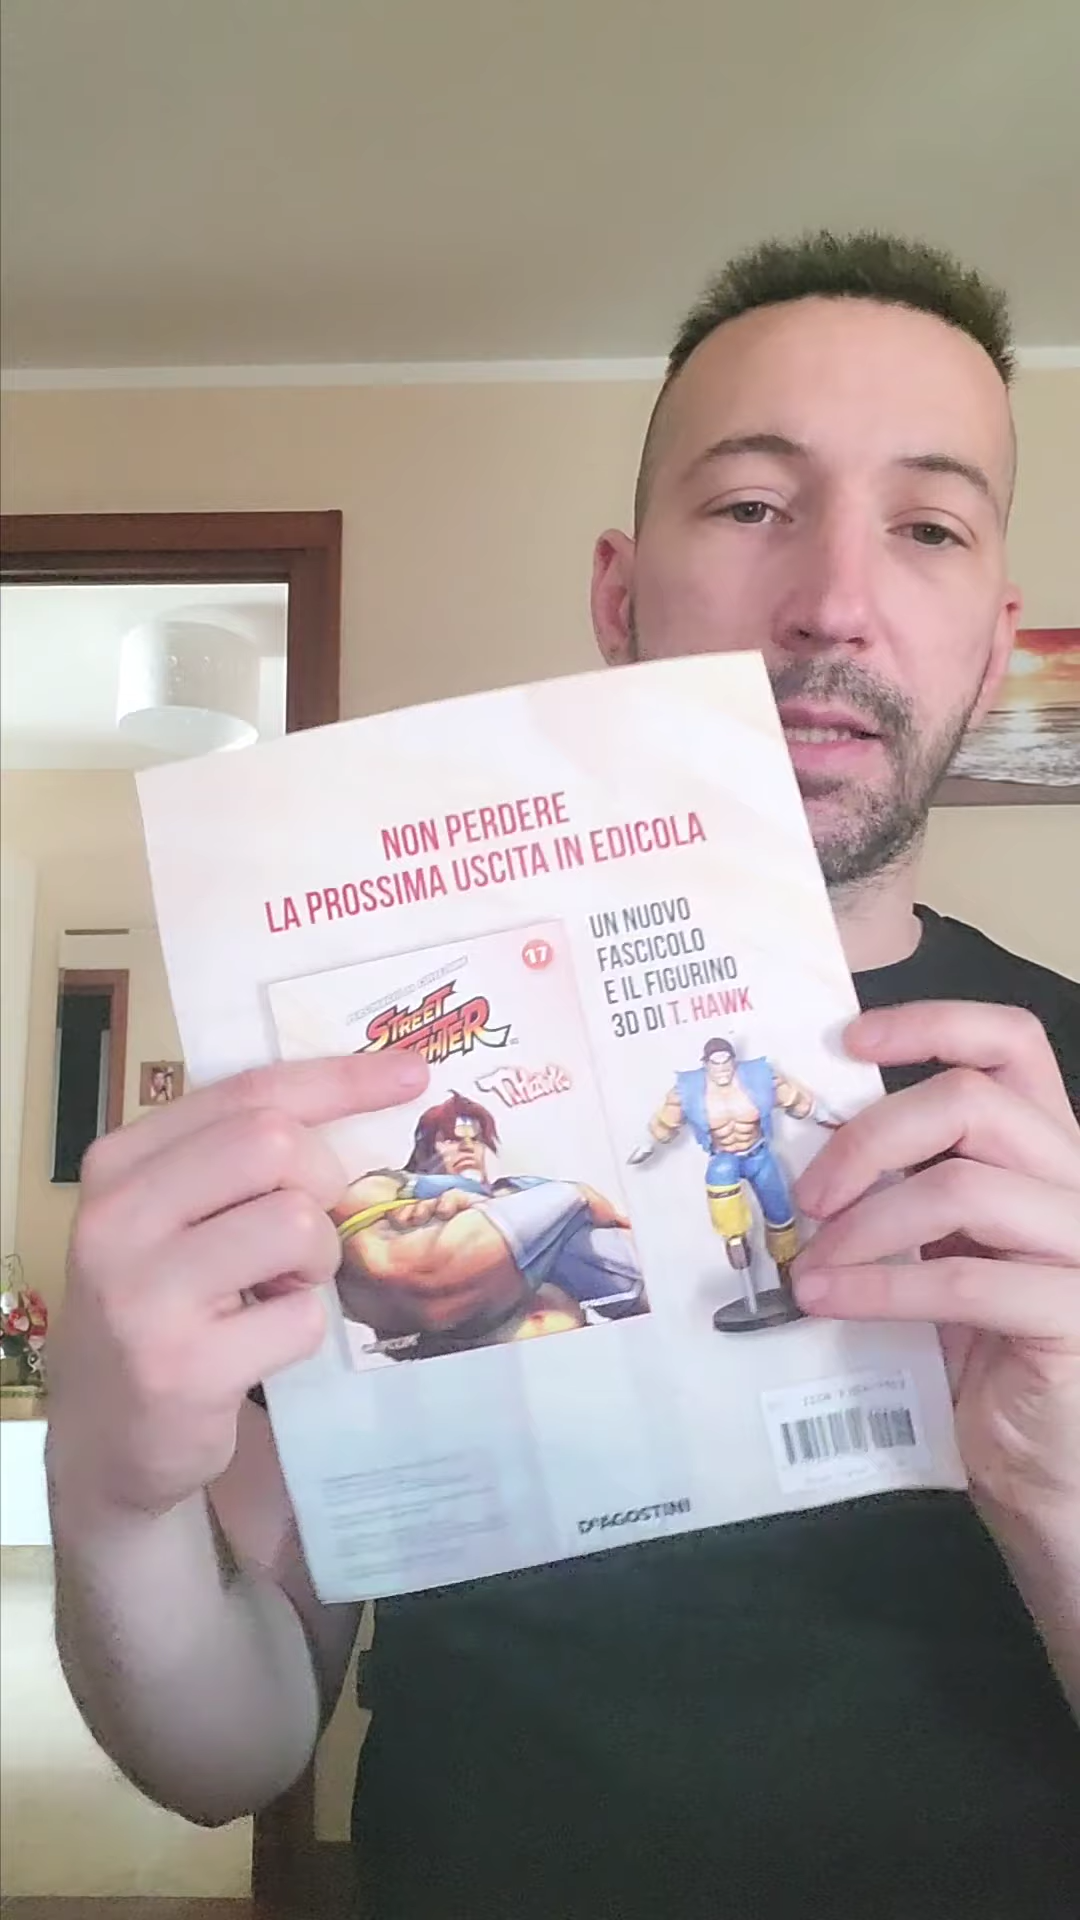 NON PERDERE
LA PROSSIMA USCITA IN EDICOLA
UN NUOVO
FASCICOLO
E IL FIGURINO
3D DI T. HAWK
17
STREET
FIGHTER
T.HAWK
DeAGOSTINI